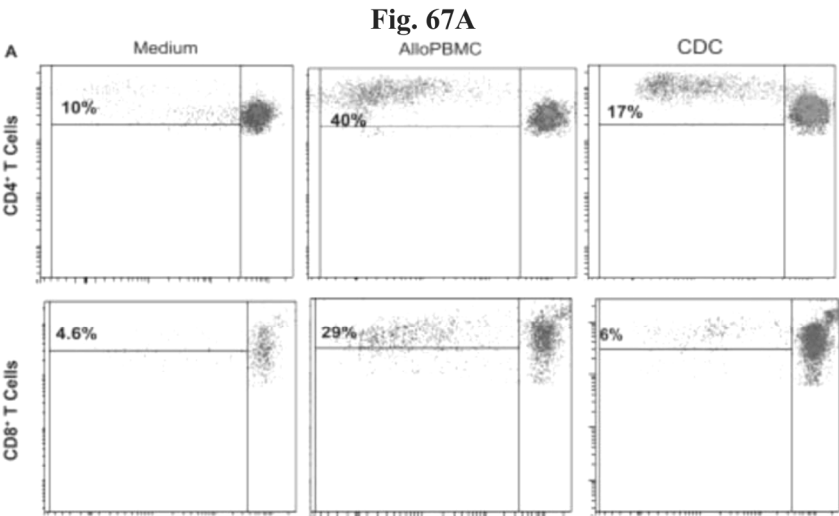 Fig. 67A
A Medium AlloPBMC CDC
CD4⁺ T Cells
10% 40% 17%
CD8⁺ T Cells
4.6% 29% 6%